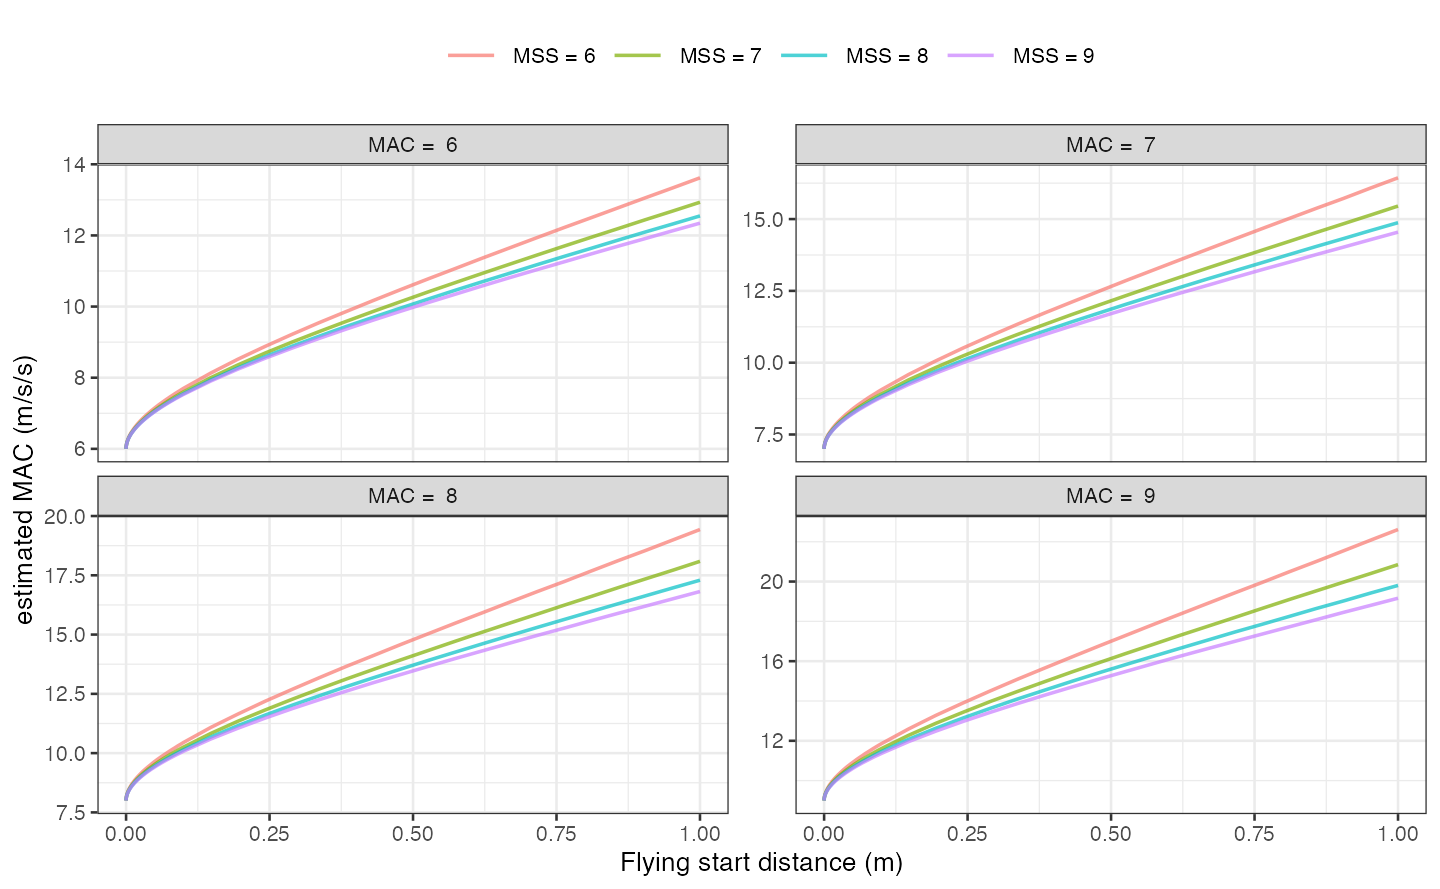 MSS = 6 MSS = 7 MSS = 8 MSS = 9
MAC = 6
14
12
10
8
6
MAC = 7
15.0
12.5
10.0
7.5
MAC = 8
20.0
17.5
15.0
12.5
10.0
7.5
MAC = 9
20
16
12
0.00 0.25 0.50 0.75 1.00
0.00 0.25 0.50 0.75 1.00
Flying start distance (m)
estimated MAC (m/s/s)